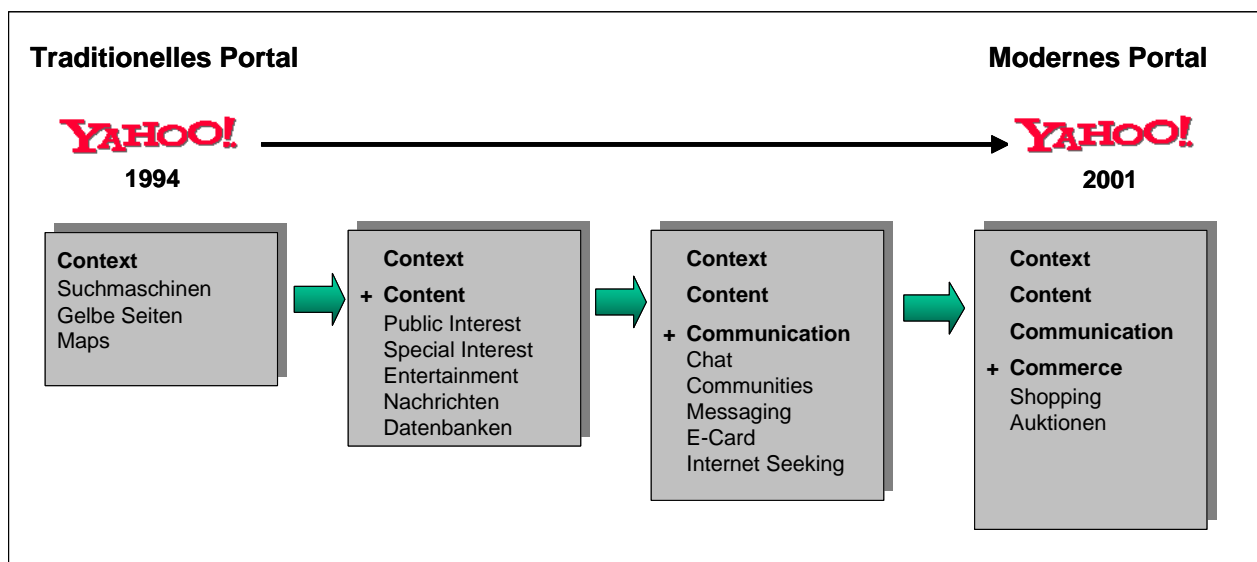 Traditionelles Portal
Modernes Portal
YAHOO!
YAHOO!
1994
2001
Context
Suchmaschinen
Gelbe Seiten
Maps
Context
+ Content
Public Interest
Special Interest
Entertainment
Nachrichten
Datenbanken
Context
Content
+ Communication
Chat
Communities
Messaging
E-Card
Internet Seeking
Context
Content
Communication
+ Commerce
Shopping
Auktionen